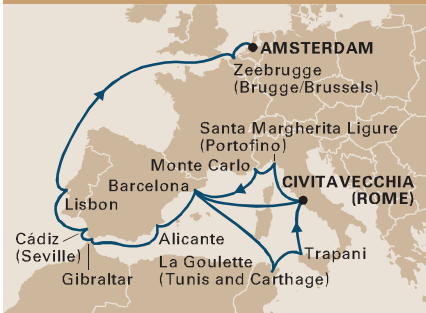 AMSTERDAM
Zeebrugge
(Brugge/Brussels)
Santa Margherita Ligure
(Portofino)
Monte Carlo
Barcelona
CIVITAVECCHIA
(ROME)
Lisbon
Cádiz
(Seville)
Gibraltar
Alicante
La Goulette
(Tunis and Carthage)
Trapani